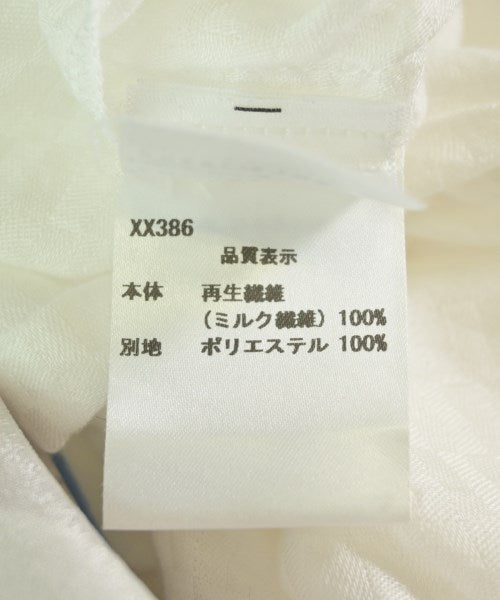 XX386
品質表示
本体 再生繊維
(ミルク繊維) 100%
別地 ポリエステル 100%